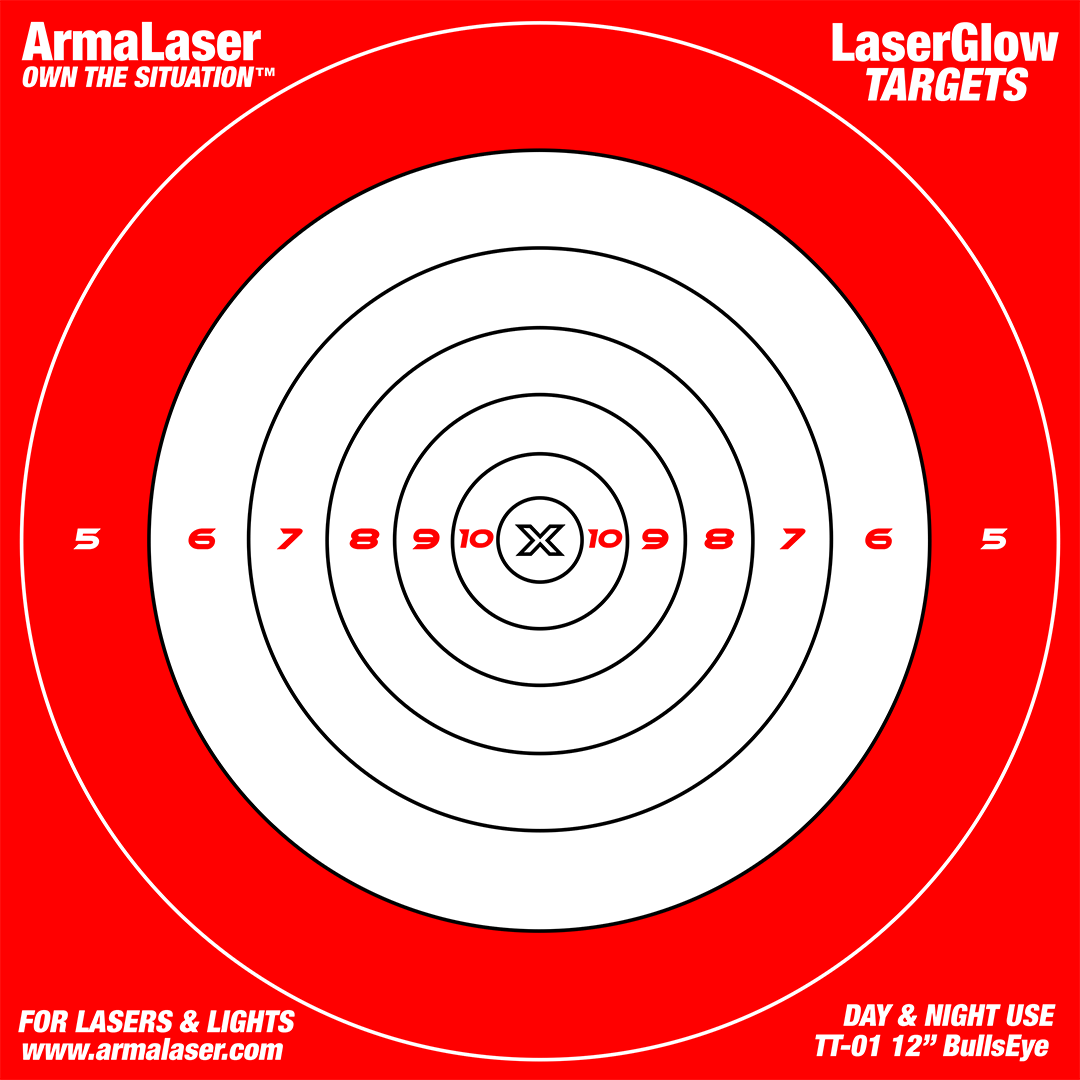 ArmaLaser
OWN THE SITUATION™
LaserGlow
TARGETS
5 6 7 8 9 10 X 10 9 8 7 6 5
FOR LASERS & LIGHTS
www.armalaser.com
DAY & NIGHT USE
TT-01 12” BullsEye